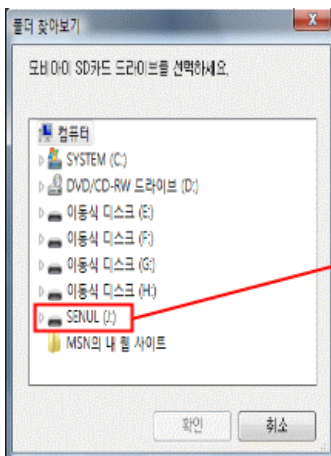 폴더 찾아보기
모비아이 SD카드 드라이브를 선택하세요.
컴퓨터
SYSTEM (C:)
DVD/CD-RW 드라이브 (D:)
이동식 디스크 (E:)
이동식 디스크 (F:)
이동식 디스크 (G:)
이동식 디스크 (H:)
SENUL (J:)
MSN의 내 웹 사이트
확인 취소